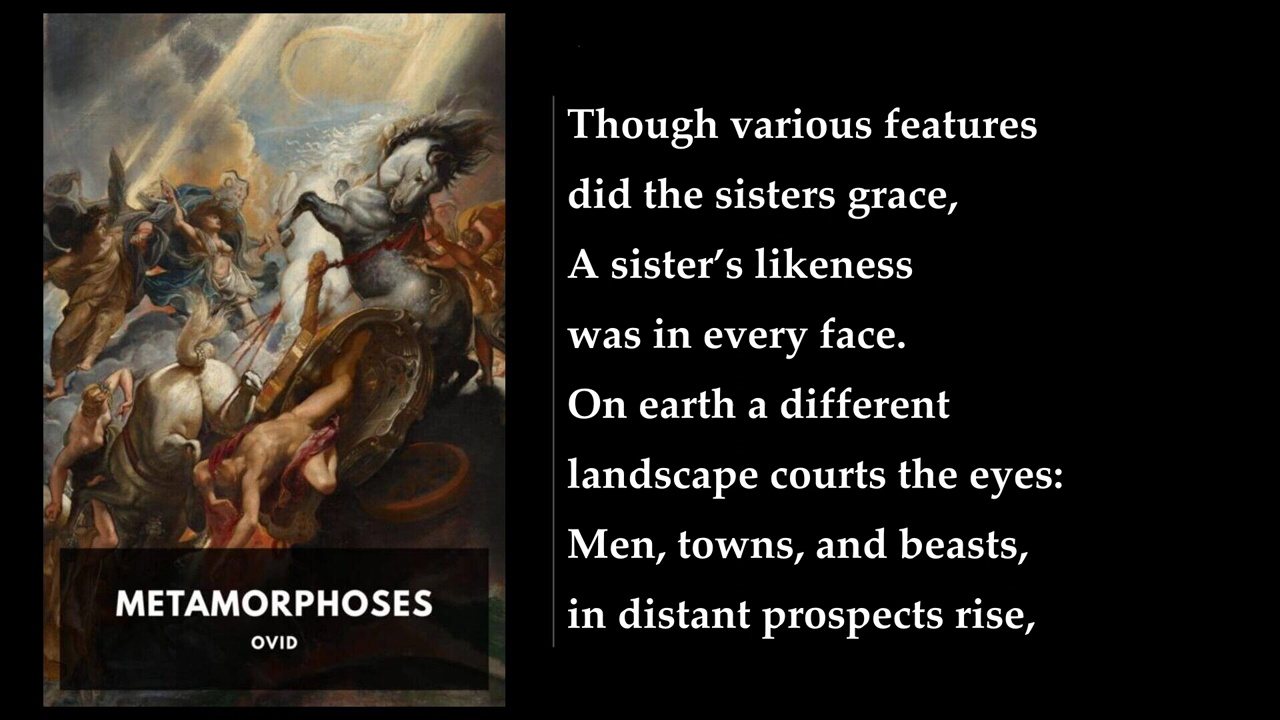 METAMORPHOSES
OVID
Though various features
did the sisters grace,
A sister’s likeness
was in every face.
On earth a different
landscape courts the eyes:
Men, towns, and beasts,
in distant prospects rise,